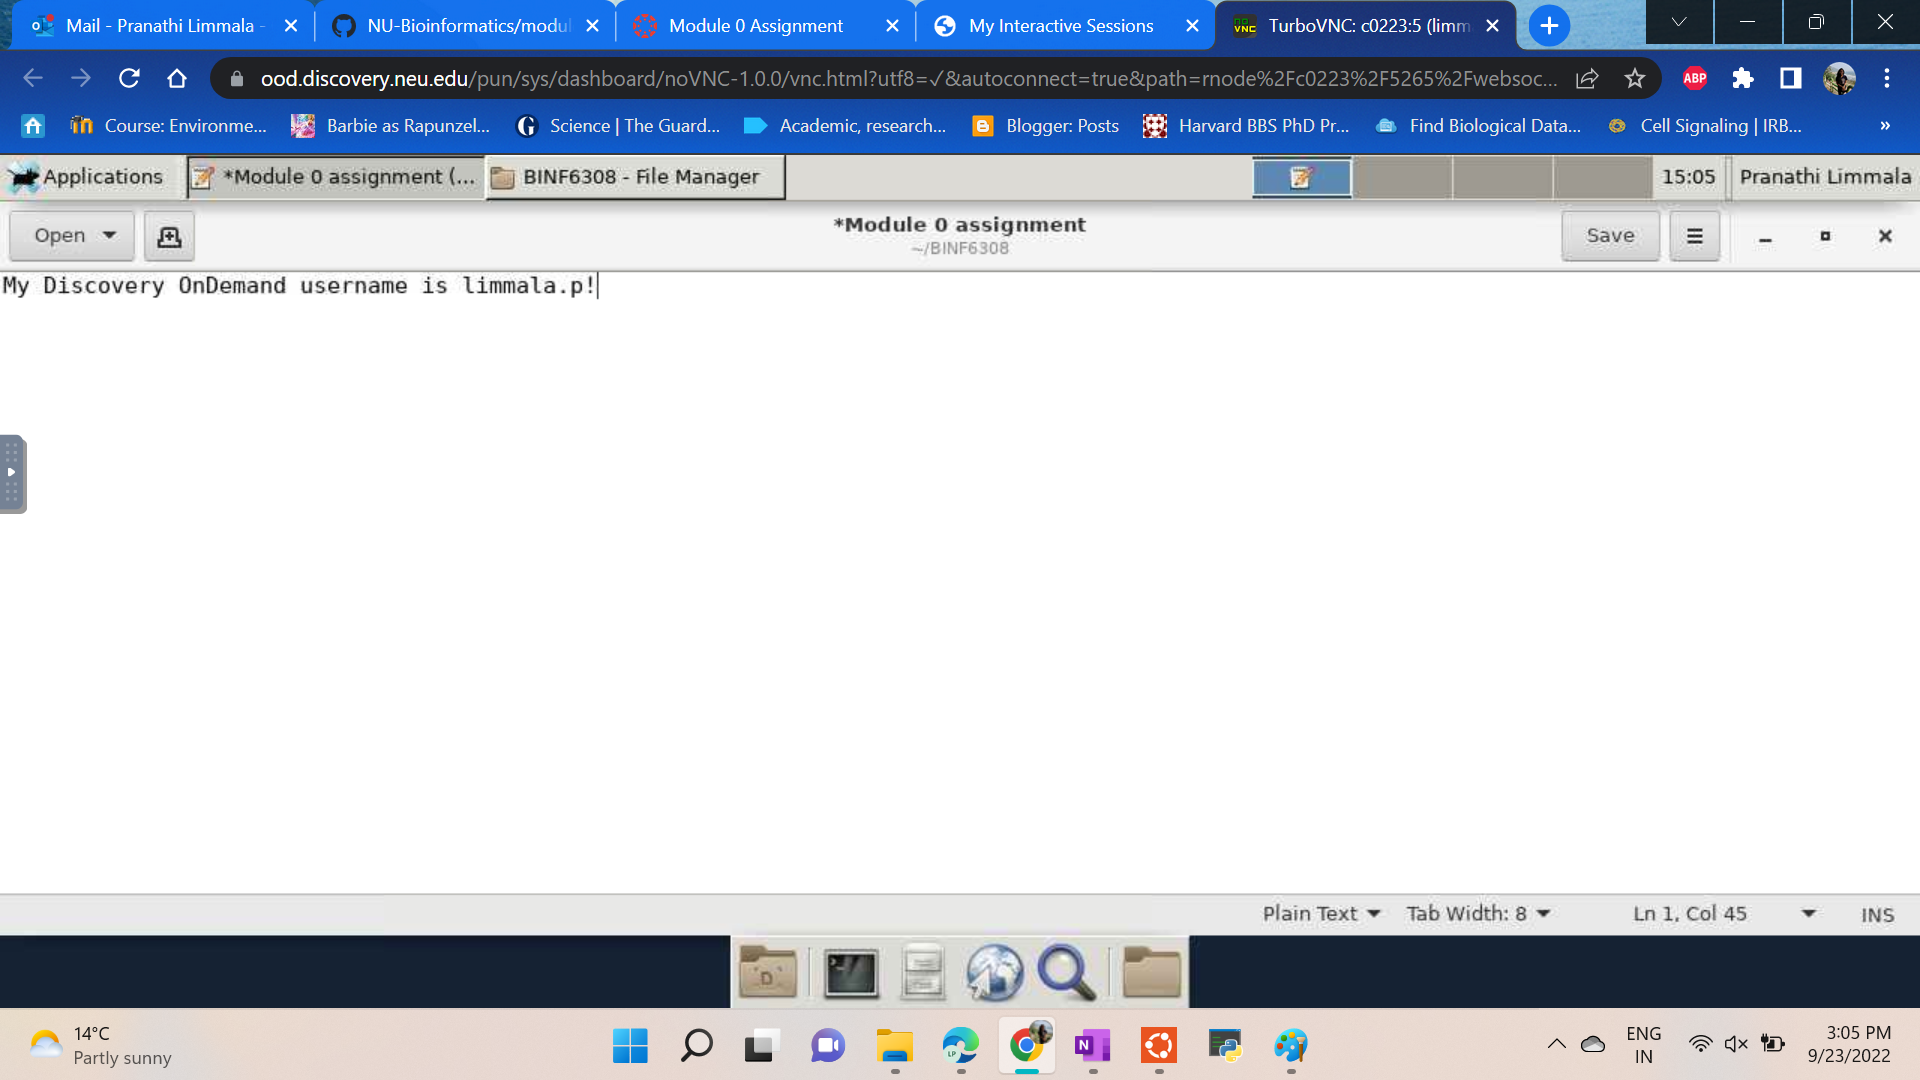 Mail - Pranathi Limmala -
NU-Bioinformatics/modul
Module 0 Assignment
My Interactive Sessions
VNC
TurboVNC: c0223:5 (limm
ood.discovery.neu.edu/pun/sys/dashboard/noVNC-1.0.0/vnc.html?utf8=✓&autoconnect=true&path=rnode%2Fc0223%2F5265%2Fwebsoc...
ABP
Course: Environme...
Barbie as Rapunzel...
Science | The Guard...
Academic, research...
Blogger: Posts
Harvard BBS PhD Pr...
Find Biological Data...
Cell Signaling | IRB...
»
Applications
*Module 0 assignment (...
BINF6308 - File Manager
15:05
Pranathi Limmala
Open
*Module 0 assignment
~/BINF6308
Save
My Discovery OnDemand username is limmala.p!
Plain Text
Tab Width: 8
Ln 1, Col 45
INS
14°C
Partly sunny
LP
N
ENG
IN
3:05 PM
9/23/2022